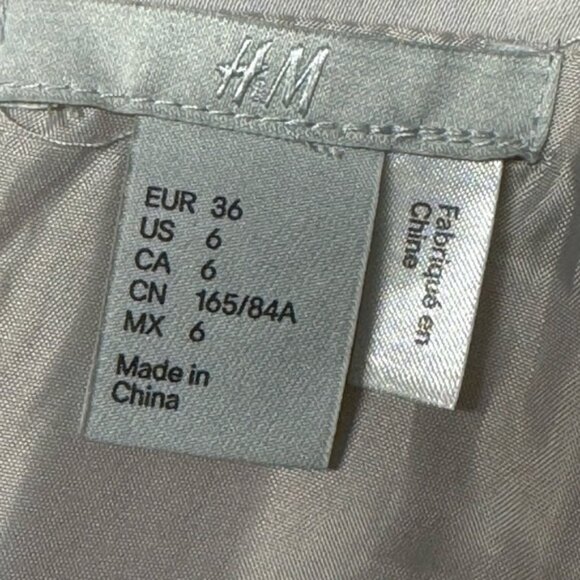 H&M
EUR 36
US 6
CA 6
CN 165/84A
MX 6
Made in
China
Fabriqué en
Chine